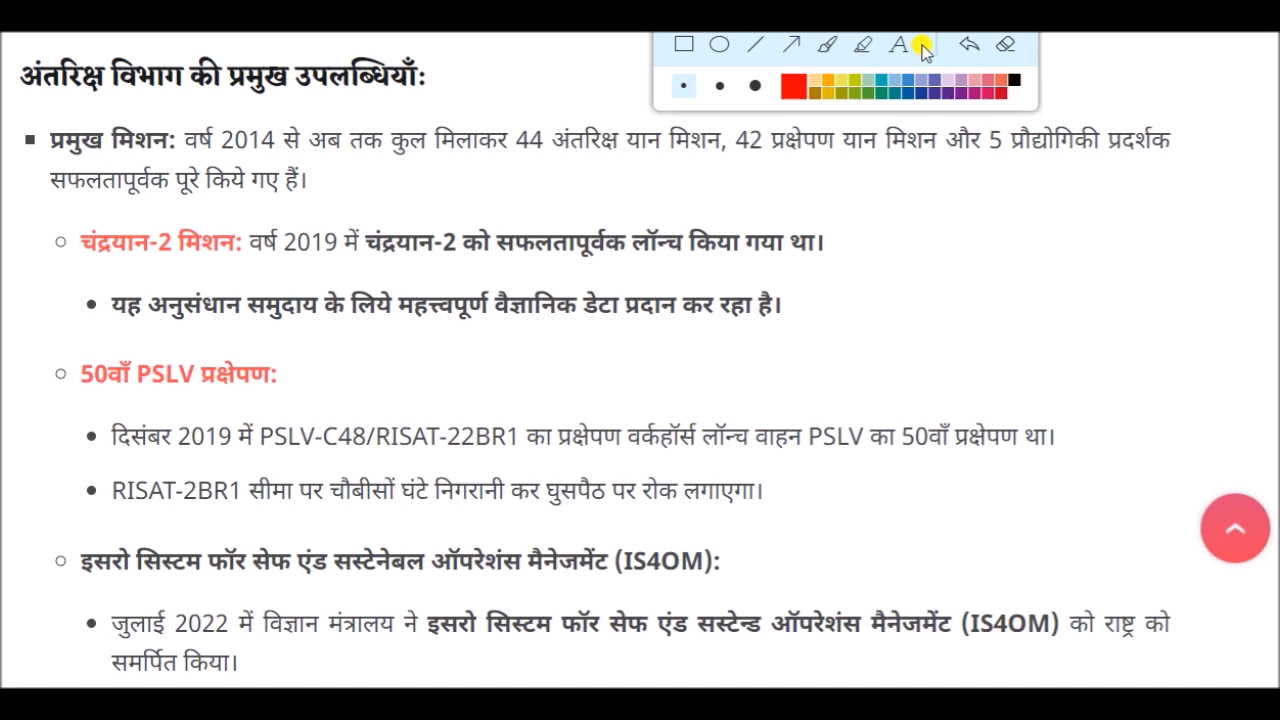 अंतरिक्ष विभाग की प्रमुख उपलब्धियाँ:
प्रमुख मिशन: वर्ष 2014 से अब तक कुल मिलाकर 44 अंतरिक्ष यान मिशन, 42 प्रक्षेपण यान मिशन और 5 प्रौद्योगिकी प्रदर्शक
सफलतापूर्वक पूरे किये गए हैं।
चंद्रयान-2 मिशन: वर्ष 2019 में चंद्रयान-2 को सफलतापूर्वक लॉन्च किया गया था।
यह अनुसंधान समुदाय के लिये महत्त्वपूर्ण वैज्ञानिक डेटा प्रदान कर रहा है।
50वाँ PSLV प्रक्षेपण:
दिसंबर 2019 में PSLV-C48/RISAT-22BR1 का प्रक्षेपण वर्कहॉर्स लॉन्च वाहन PSLV का 50वाँ प्रक्षेपण था।
RISAT-2BR1 सीमा पर चौबीसों घंटे निगरानी कर घुसपैठ पर रोक लगाएगा।
इसरो सिस्टम फॉर सेफ एंड सस्टेनेबल ऑपरेशंस मैनेजमेंट (IS4OM):
जुलाई 2022 में विज्ञान मंत्रालय ने इसरो सिस्टम फॉर सेफ एंड सस्टेन्ड ऑपरेशंस मैनेजमेंट (IS4OM) को राष्ट्र को
समर्पित किया।